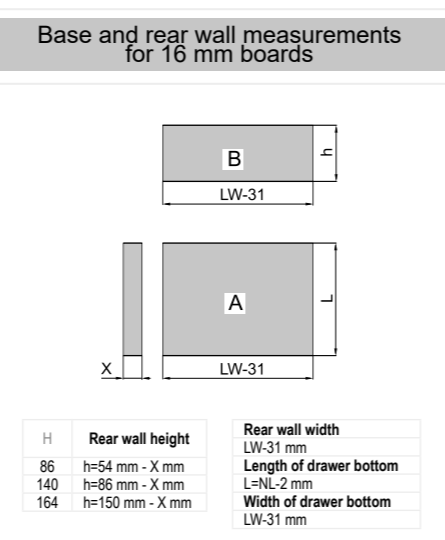 Base and rear wall measurements
for 16 mm boards
B
h
LW-31
A
L
X
LW-31
H Rear wall height
86 h=54 mm - X mm
140 h=86 mm - X mm
164 h=150 mm - X mm
Rear wall width
LW-31 mm
Length of drawer bottom
L=NL-2 mm
Width of drawer bottom
LW-31 mm